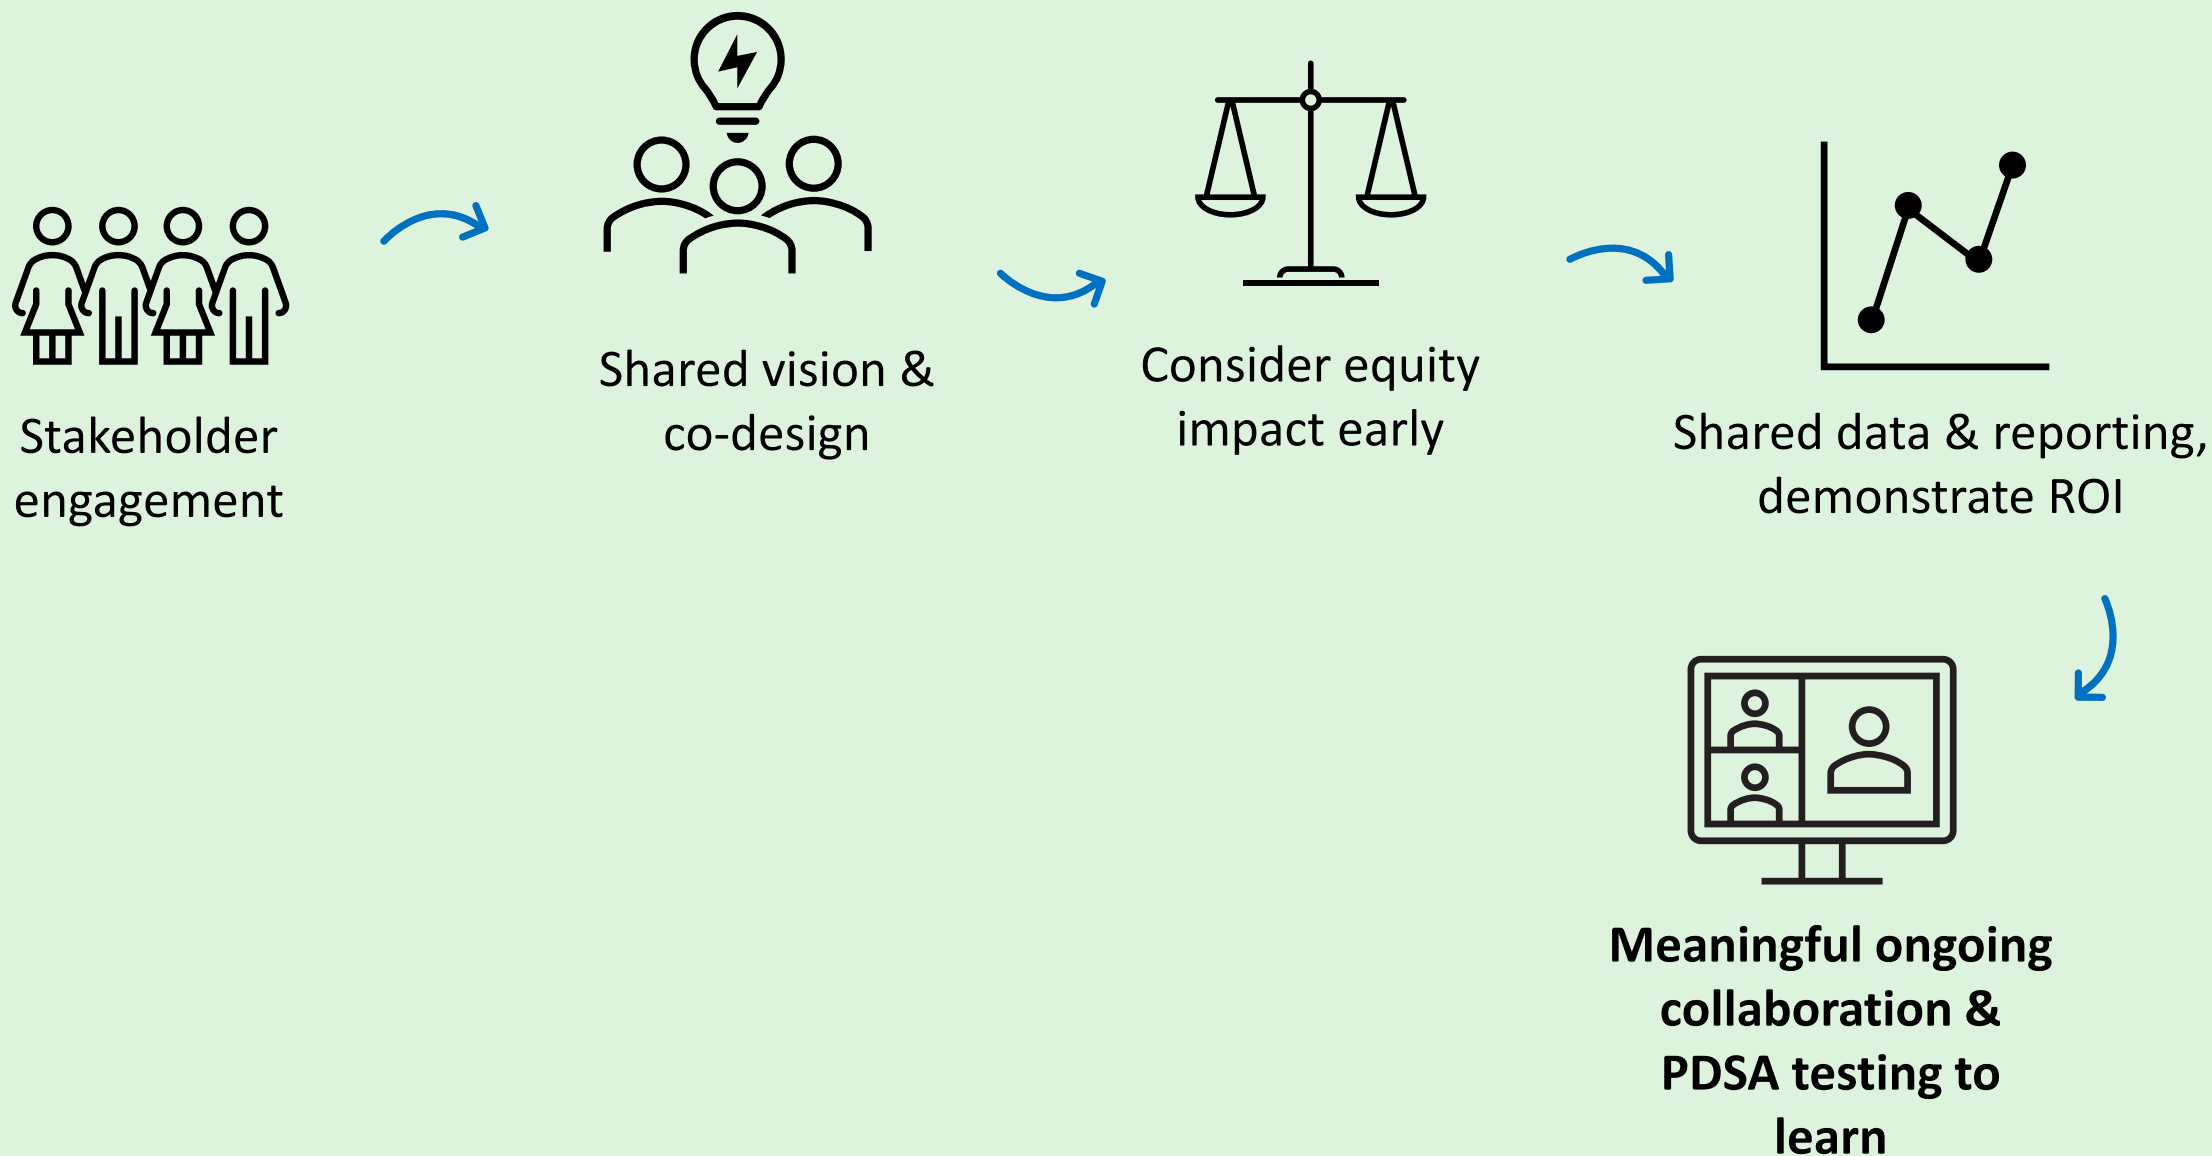 Stakeholder
engagement
Shared vision &
co-design
Consider equity
impact early
Shared data & reporting,
demonstrate ROI
Meaningful ongoing
collaboration &
PDSA testing to
learn